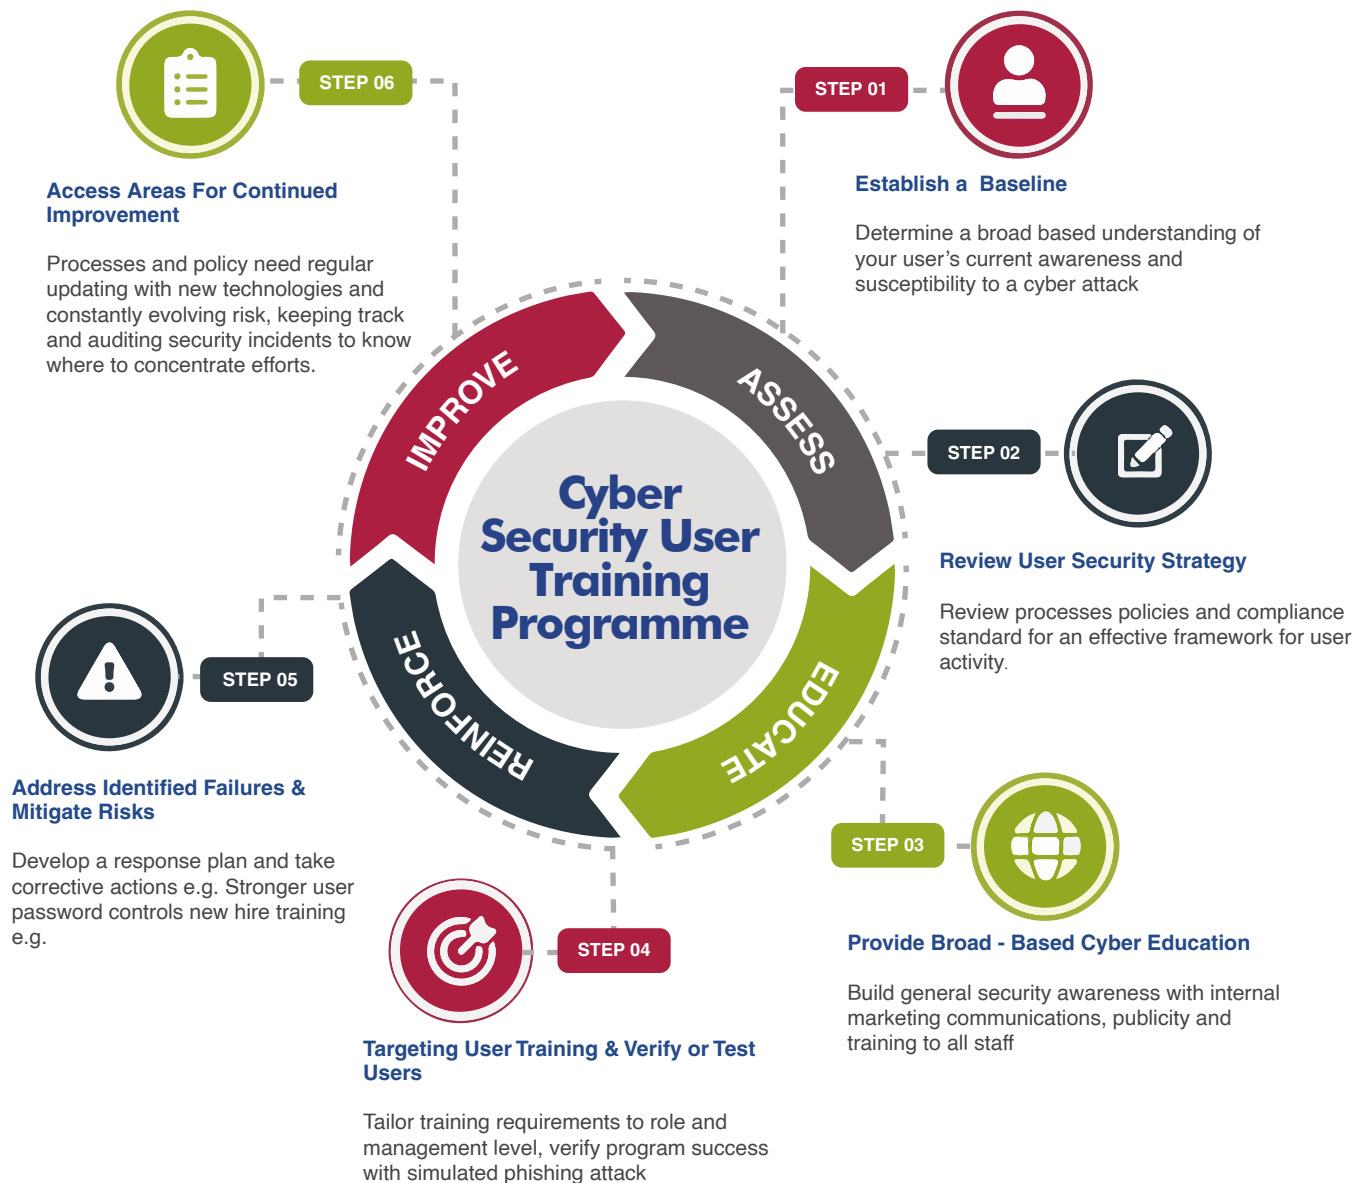 Cyber
Security User
Training
Programme
ASSESS
EDUCATE
REINFORCE
IMPROVE
STEP 01
Establish a  Baseline
Determine a broad based understanding of
your user’s current awareness and
susceptibility to a cyber attack
STEP 02
Review User Security Strategy
Review processes policies and compliance
standard for an effective framework for user
activity.
STEP 03
Provide Broad - Based Cyber Education
Build general security awareness with internal
marketing communications, publicity and
training to all staff
STEP 04
Targeting User Training & Verify or Test
Users
Tailor training requirements to role and
management level, verify program success
with simulated phishing attack
STEP 05
Address Identified Failures &
Mitigate Risks
Develop a response plan and take
corrective actions e.g. Stronger user
password controls new hire training
e.g.
STEP 06
Access Areas For Continued
Improvement
Processes and policy need regular
updating with new technologies and
constantly evolving risk, keeping track
and auditing security incidents to know
where to concentrate efforts.